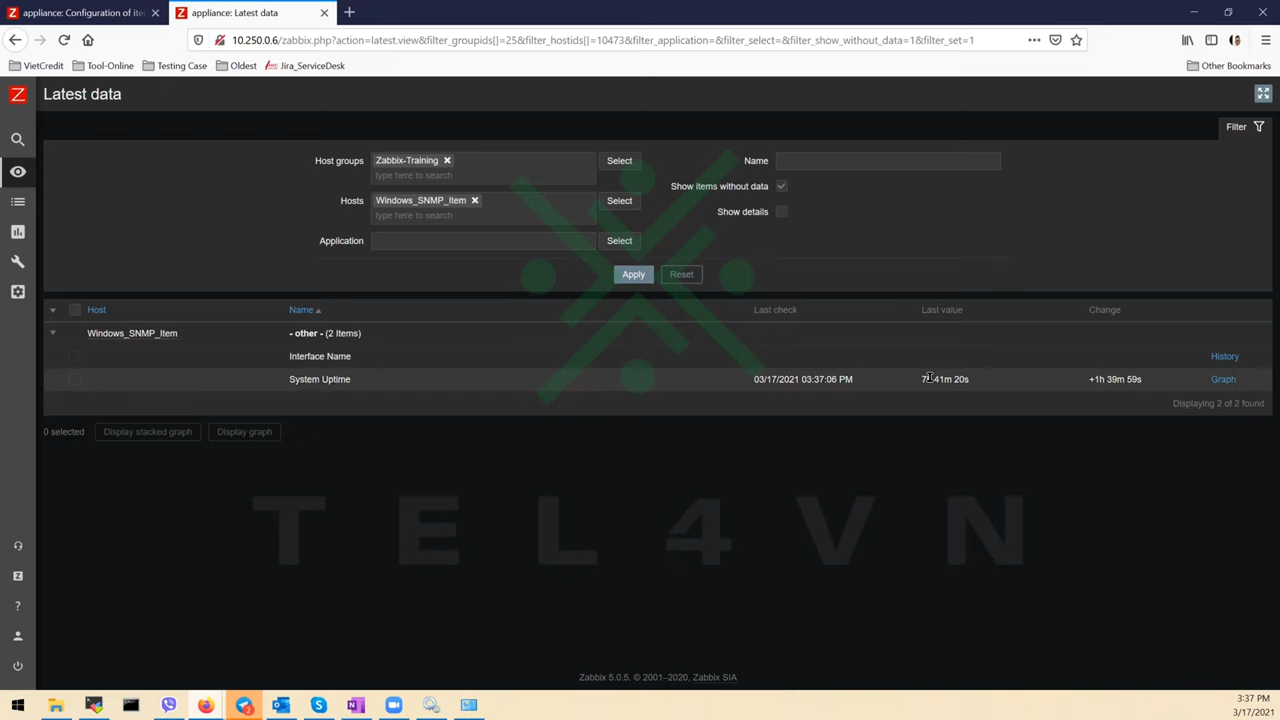 appliance: Configuration of ite
appliance: Latest data
10.250.0.6/zabbix.php?action=latest.view&filter_groupids[]=25&filter_hostids[]=10473&filter_application=&filter_select=&filter_show_without_data=1&filter_set=1
VietCredit
Tool-Online
Testing Case
Oldest
Jira_ServiceDesk
Other Bookmarks
Z
Latest data
Filter
Host groups
Zabbix-Training
Select
Name
type here to search
Show items without data
Hosts
Windows_SNMP_Item
Select
Show details
type here to search
Application
Select
Apply
Reset
Host
Name
Last check
Last value
Change
Windows_SNMP_Item
- other - (2 Items)
Interface Name
History
System Uptime
03/17/2021 03:37:06 PM
41m 20s
+1h 39m 59s
Graph
Displaying 2 of 2 found
0 selected
Display stacked graph
Display graph
TEL4VN
Z
?
Zabbix 5.0.5. © 2001–2020, Zabbix SIA
3:37 PM
3/17/2021